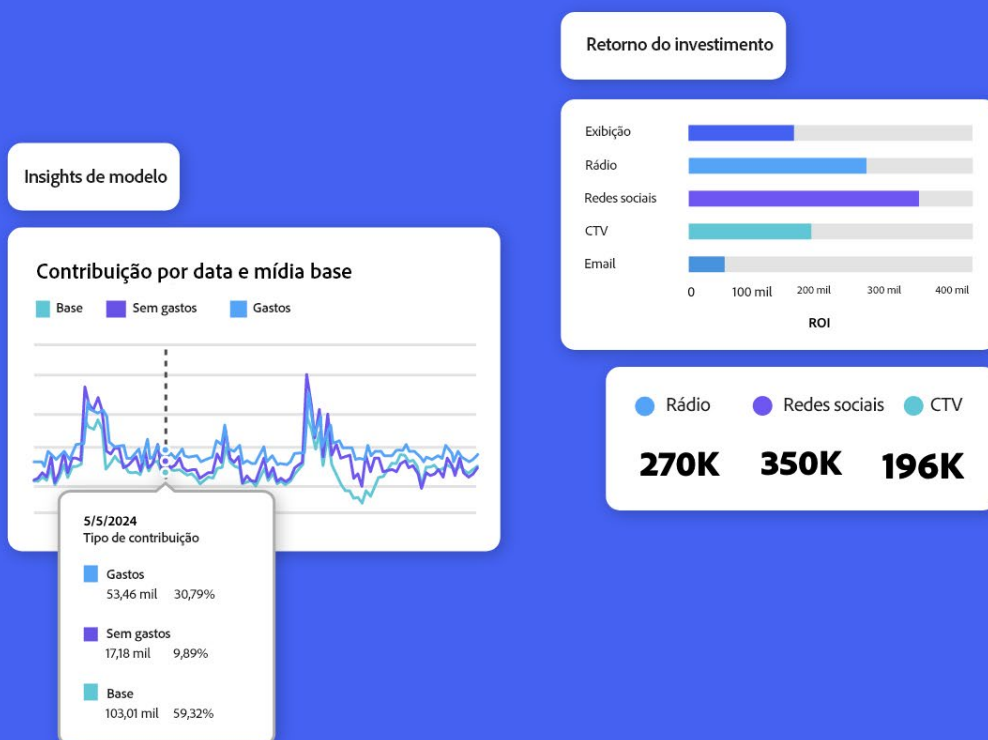 Insights de modelo
Contribuição por data e mídia base
Base Sem gastos Gastos
5/5/2024
Tipo de contribuição
Gastos
53,46 mil 30,79%
Sem gastos
17,18 mil 9,89%
Base
103,01 mil 59,32%
Retorno do investimento
Exibição
Rádio
Redes sociais
CTV
Email
0 100 mil 200 mil 300 mil 400 mil
ROI
Rádio Redes sociais CTV
270K 350K 196K